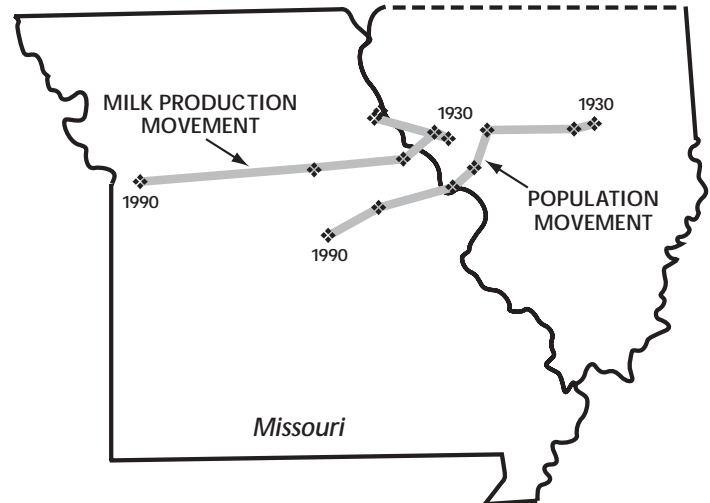 MILK PRODUCTION
MOVEMENT
1930
1930
1990
POPULATION
MOVEMENT
1990
Missouri